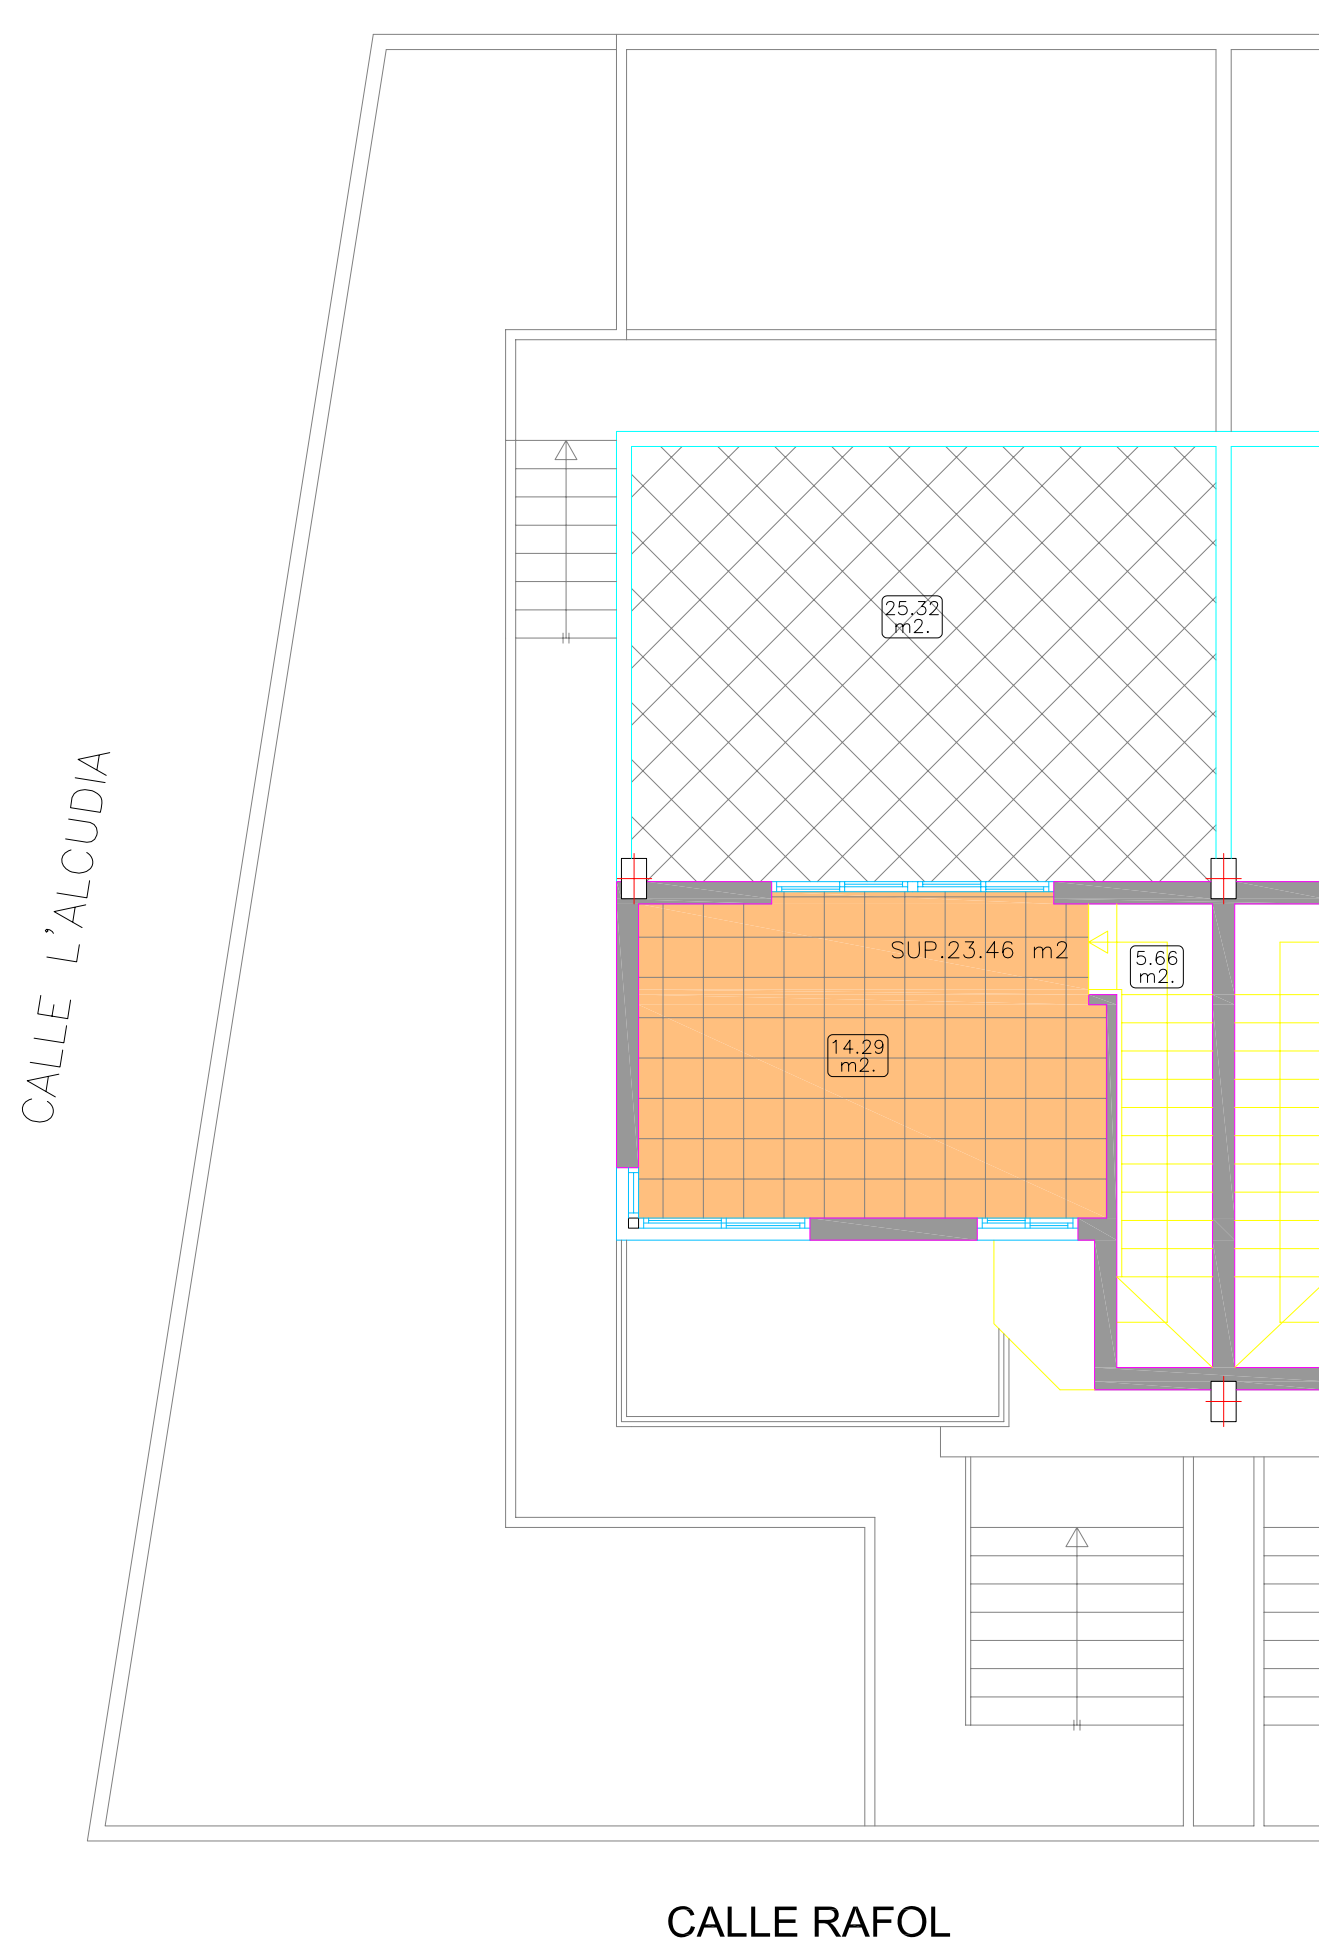 25.32
m2.
CALLE L'ALCUDIA
SUP.23.46 m2
5.66
m2.
14.29
m2.
CALLE RAFOL